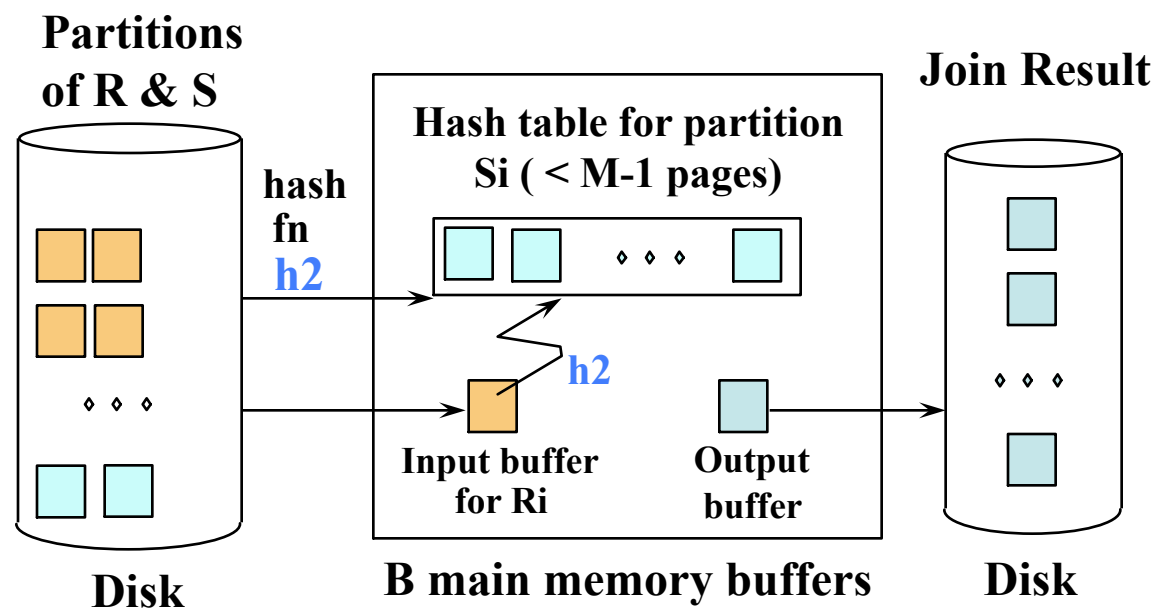 Partitions
of R & S
Join Result
Hash table for partition
Si ( < M-1 pages)
hash
fn
h2
h2
Input buffer
for Ri
Output
buffer
Disk
B main memory buffers
Disk